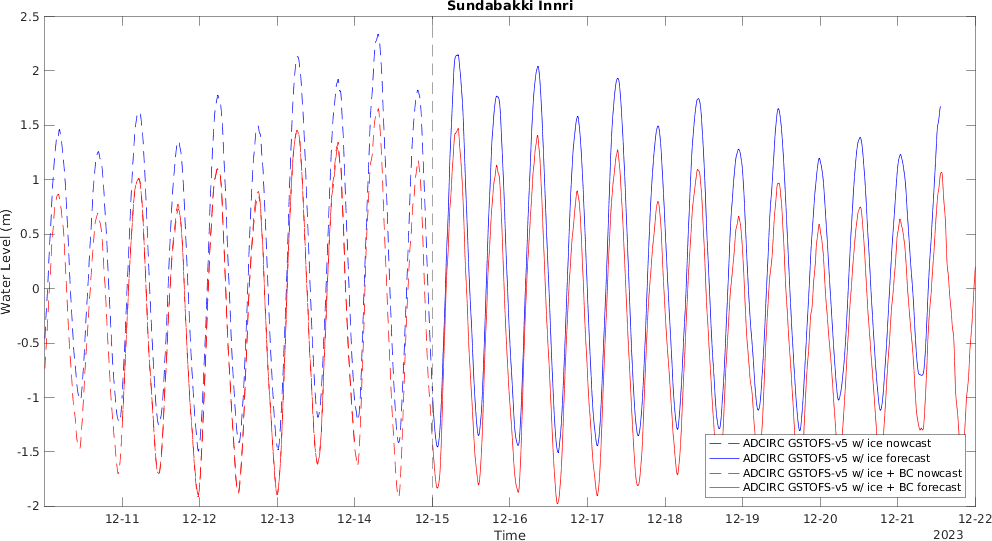 Sundabakki Innri
2.5
2
1.5
1
0.5
0
-0.5
-1
-1.5
-2
Water Level (m)
ADCIRC GSTOFS-v5 w/ ice nowcast
ADCIRC GSTOFS-v5 w/ ice forecast
ADCIRC GSTOFS-v5 w/ ice + BC nowcast
ADCIRC GSTOFS-v5 w/ ice + BC forecast
12-11 12-12 12-13 12-14 12-15 12-16 12-17 12-18 12-19 12-20 12-21 12-22
Time
2023